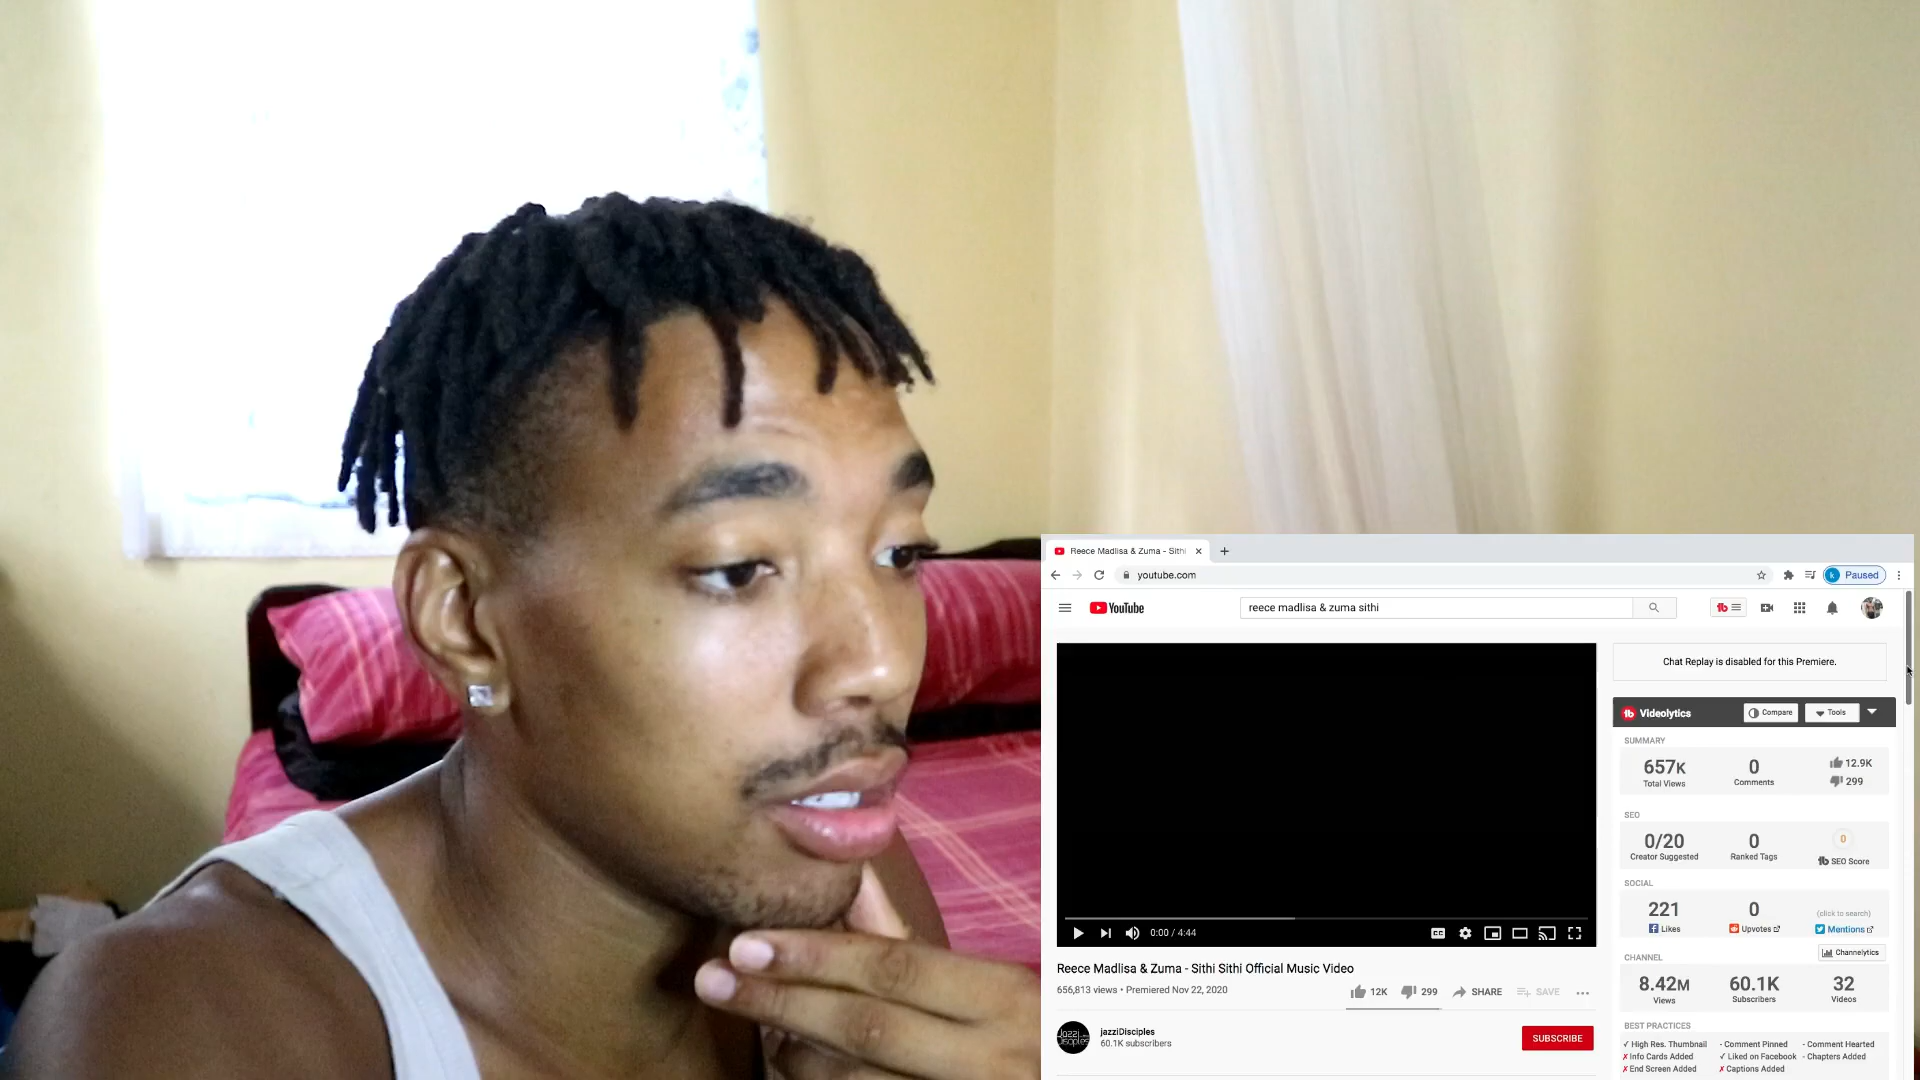 Reece Madlisa & Zuma - Sithi
youtube.com
Paused
YouTube
reece madlisa & zuma sithi
Chat Replay is disabled for this Premiere.
Videolytics
Compare
Tools
SUMMARY
657K
Total Views
0
Comments
12.9K
299
SEO
0/20
Creator Suggested
0
Ranked Tags
0
SEO Score
SOCIAL
221
Likes
0
Upvotes
(click to search)
Mentions
CHANNEL
Channelytics
8.42M
Views
60.1K
Subscribers
32
Videos
BEST PRACTICES
✓ High Res. Thumbnail
- Comment Pinned
- Comment Hearted
✗ Info Cards Added
✓ Liked on Facebook
- Chapters Added
✗ End Screen Added
✗ Captions Added
0:00 / 4:44
CC
Reece Madlisa & Zuma - Sithi Sithi Official Music Video
656,813 views • Premiered Nov 22, 2020
12K
299
SHARE
SAVE
jazziDisciples
60.1K subscribers
SUBSCRIBE